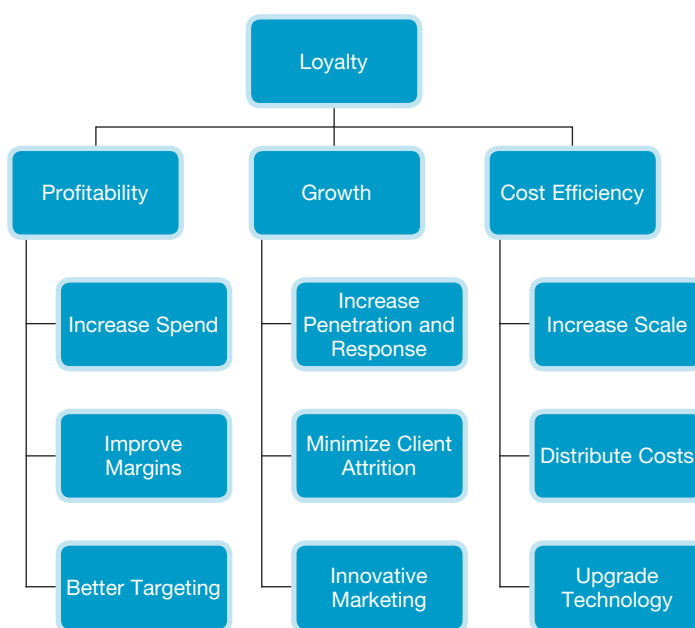 Loyalty
Profitability
Growth
Cost Efficiency
Increase Spend
Increase
Penetration and
Response
Increase Scale
Improve
Margins
Minimize Client
Attrition
Distribute Costs
Better Targeting
Innovative
Marketing
Upgrade
Technology